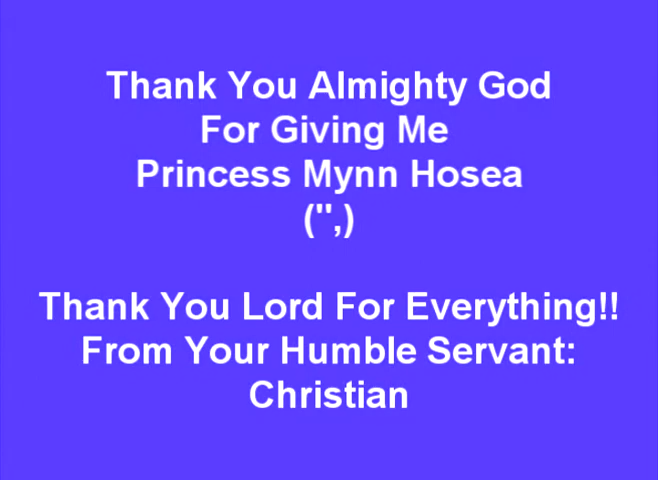 Thank You Almighty God
For Giving Me
Princess Mynn Hosea
(",)
Thank You Lord For Everything!!
From Your Humble Servant:
Christian